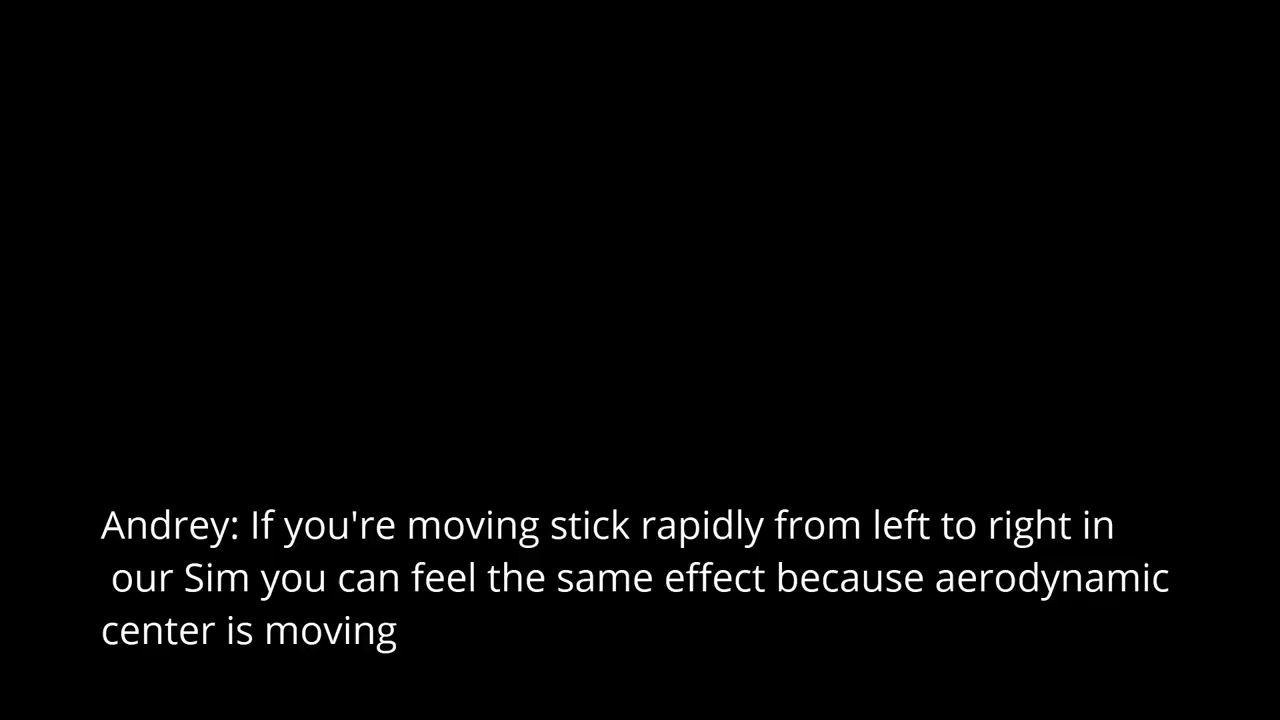 Andrey: If you're moving stick rapidly from left to right in
our Sim you can feel the same effect because aerodynamic
center is moving